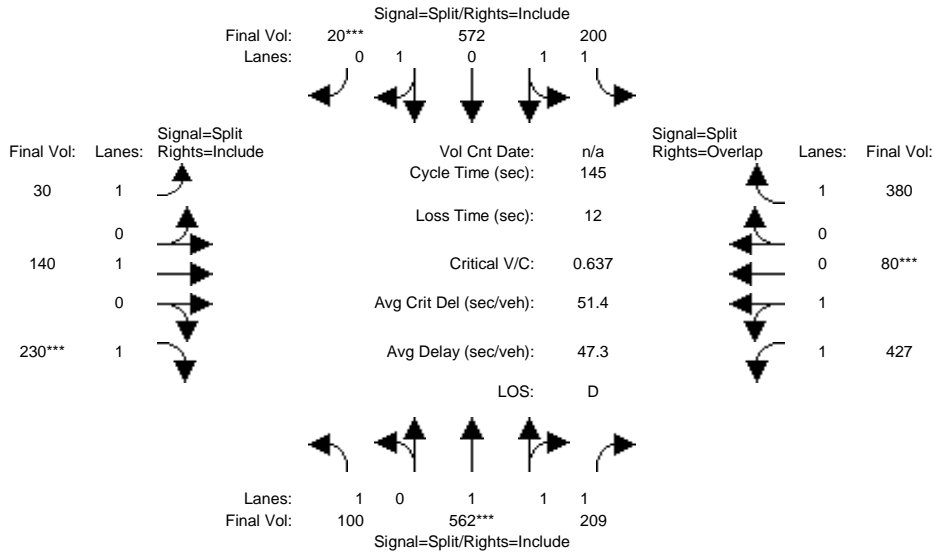 Signal=Split/Rights=Include
Final Vol: 20*** 572 200
Lanes: 0 1 0 1 1
Signal=Split
Final Vol: Lanes: Rights=Include
Vol Cnt Date: n/a
Signal=Split
Rights=Overlap Lanes: Final Vol:
Cycle Time (sec): 145
30 1
1 380
Loss Time (sec): 12
0
0
140 1
Critical V/C: 0.637
0 80***
0
Avg Crit Del (sec/veh): 51.4
1
230*** 1
Avg Delay (sec/veh): 47.3
1 427
LOS: D
Lanes: 1 0 1 1 1
Final Vol: 100 562*** 209
Signal=Split/Rights=Include